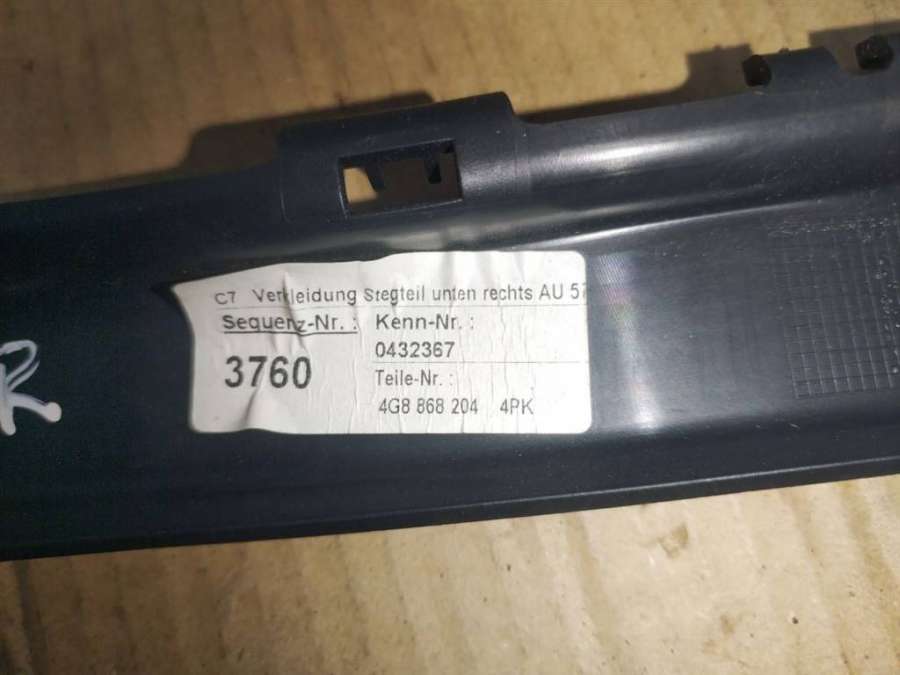 C7 Verkleidung Stegteil unten rechts AU 57
Sequenz-Nr. : Kenn-Nr. :
0432367
3760
Teile-Nr. :
4G8 868 204 4PK
R